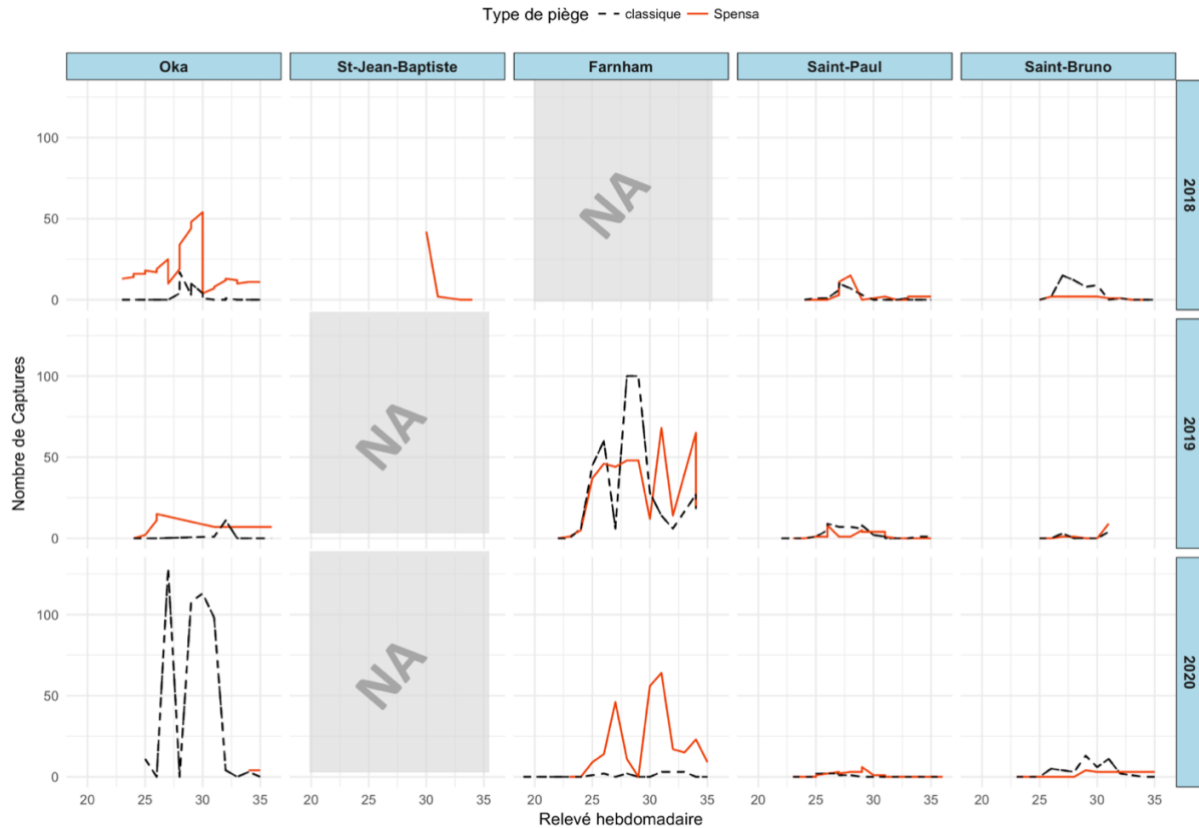 Type de piège classique Spensa
Oka St-Jean-Baptiste Farnham Saint-Paul Saint-Bruno
100
50
0
NA
2018
100
50
0
NA
2019
100
50
0
NA
2020
20 25 30 35 20 25 30 35 20 25 30 35 20 25 30 35 20 25 30 35
Relevé hebdomadaire
Nombre de Captures